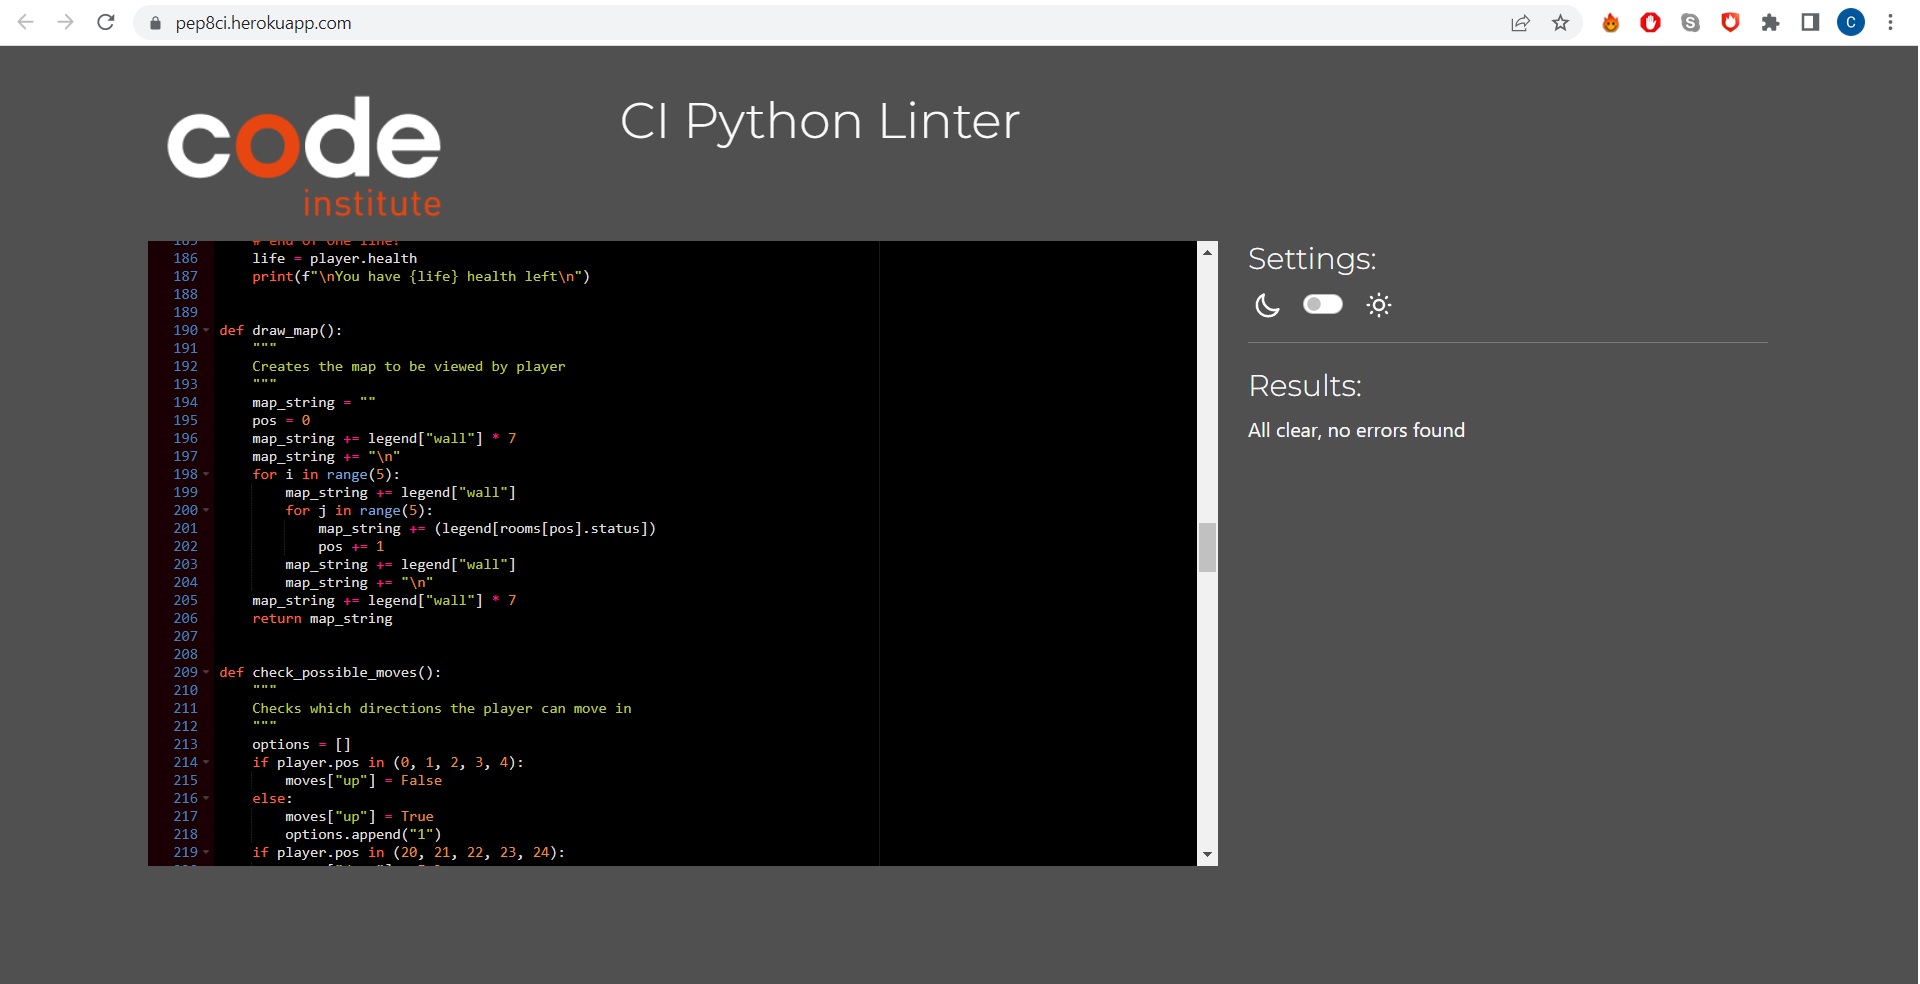 pep8ci.herokuapp.com
C
code
institute
CI Python Linter
185 # end of one line!
186 life = player.health
187 print(f"\nYou have {life} health left\n")
188
189
190 def draw_map():
191 """
192 Creates the map to be viewed by player
193 """
194 map_string = ""
195 pos = 0
196 map_string += legend["wall"] * 7
197 map_string += "\n"
198 for i in range(5):
199 map_string += legend["wall"]
200 for j in range(5):
201 map_string += (legend[rooms[pos].status])
202 pos += 1
203 map_string += legend["wall"]
204 map_string += "\n"
205 map_string += legend["wall"] * 7
206 return map_string
207
208
209 def check_possible_moves():
210 """
211 Checks which directions the player can move in
212 """
213 options = []
214 if player.pos in (0, 1, 2, 3, 4):
215 moves["up"] = False
216 else:
217 moves["up"] = True
218 options.append("1")
219 if player.pos in (20, 21, 22, 23, 24):
Settings:
Results:
All clear, no errors found